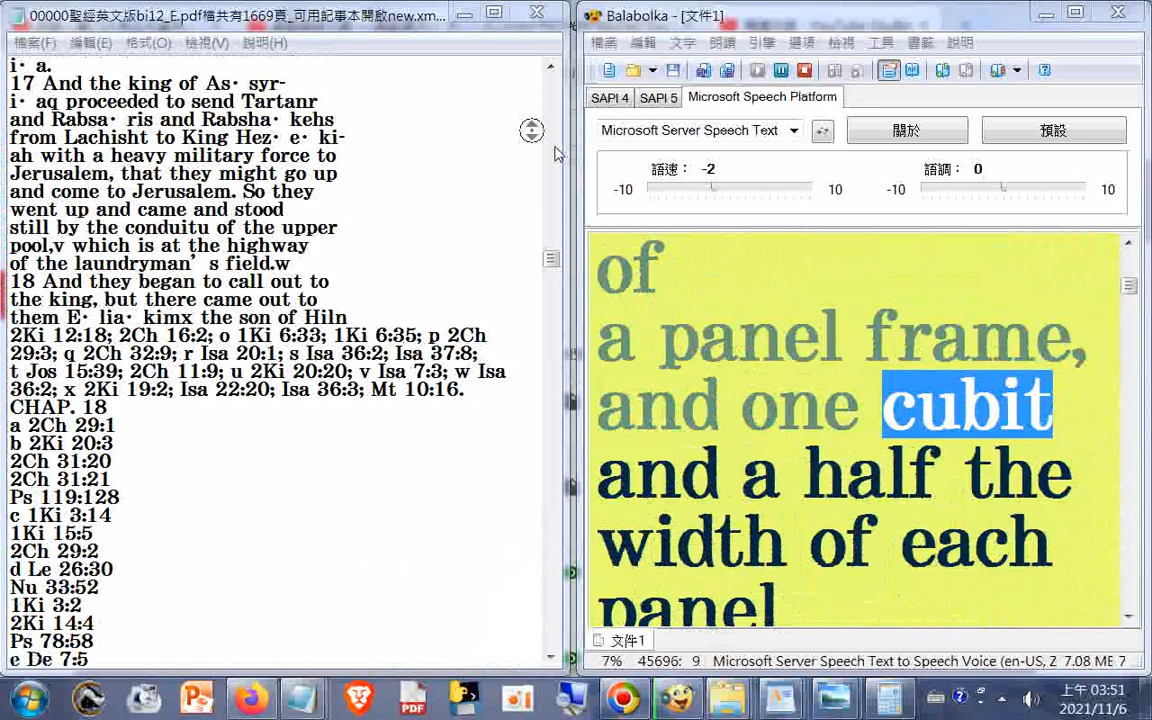 00000聖經英文版bi12_E.pdf檔共有1669頁_可用記事本開啟new.xm...
檔案(F) 編輯(E) 格式(O) 檢視(V) 說明(H)
i· a.
17 And the king of As· syr-
i· aq proceeded to send Tartanr
and Rabsa· ris and Rabsha· kehs
from Lachisht to King Hez· e· ki-
ah with a heavy military force to
Jerusalem, that they might go up
and come to Jerusalem. So they
went up and came and stood
still by the conduitu of the upper
pool,v which is at the highway
of the laundryman’s field.w
18 And they began to call out to
the king, but there came out to
them E· lia· kimx the son of Hiln
2Ki 12:18; 2Ch 16:2; o 1Ki 6:33; 1Ki 6:35; p 2Ch
29:3; q 2Ch 32:9; r Isa 20:1; s Isa 36:2; Isa 37:8;
t Jos 15:39; 2Ch 11:9; u 2Ki 20:20; v Isa 7:3; w Isa
36:2; x 2Ki 19:2; Isa 22:20; Isa 36:3; Mt 10:16.
CHAP. 18
a 2Ch 29:1
b 2Ki 20:3
2Ch 31:20
2Ch 31:21
Ps 119:128
c 1Ki 3:14
1Ki 15:5
2Ch 29:2
d Le 26:30
Nu 33:52
1Ki 3:2
2Ki 14:4
Ps 78:58
e De 7:5
Balabolka - [文件1]
檔案 編輯 文字 朗讀 引擎 選項 檢視 工具 書籤 說明
SAPI 4 SAPI 5 Microsoft Speech Platform
Microsoft Server Speech Text 關於 預設
語速： -2 語調： 0
-10 10 -10 10
of
a panel frame,
and one cubit
and a half the
width of each
panel
文件1
7% 45696: 9 Microsoft Server Speech Text to Speech Voice (en-US, Z 7.08 ME 7
PDF
上午 03:51
2021/11/6